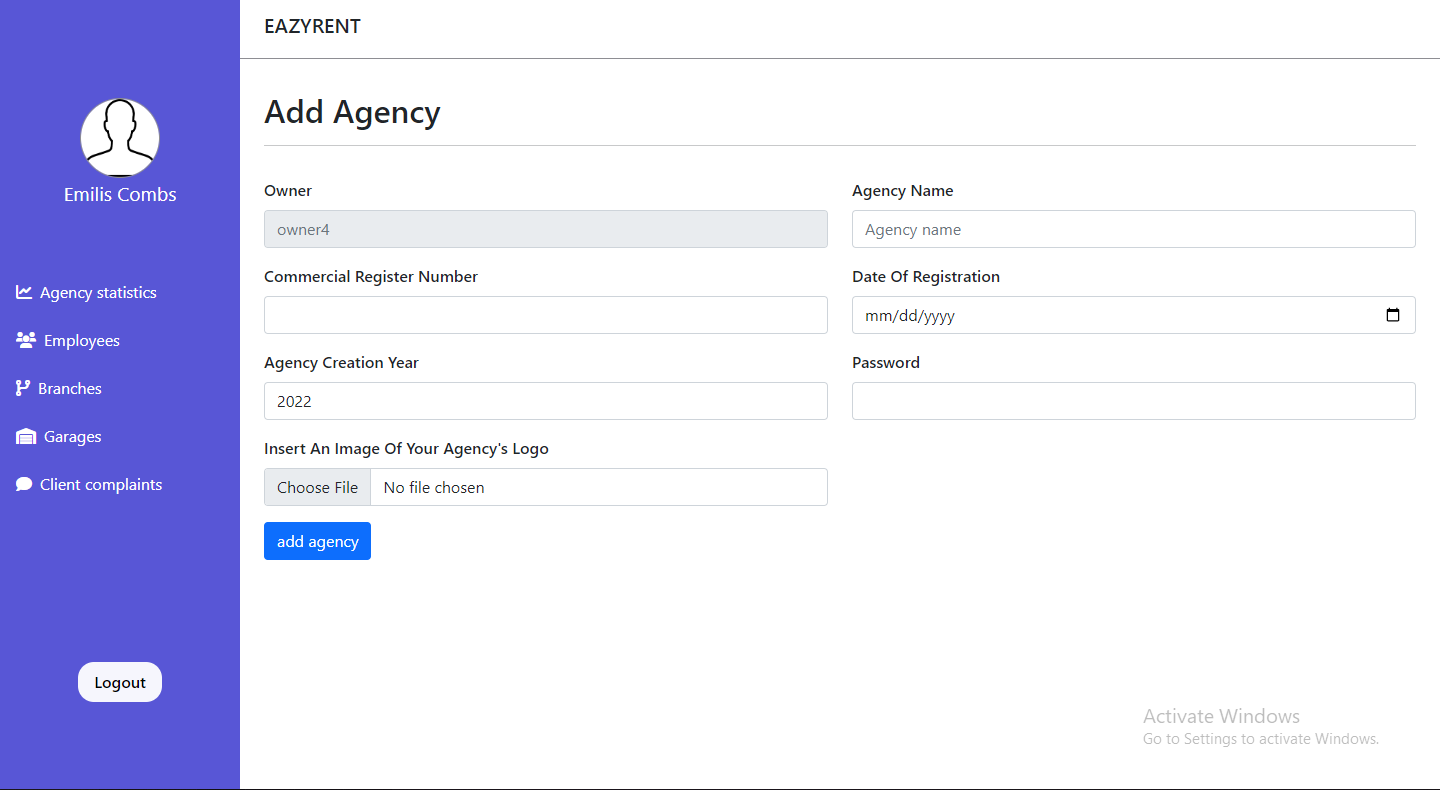 EAZYRENT
Emilis Combs
Agency statistics
Employees
Branches
Garages
Client complaints
Logout
Add Agency
Owner
owner4
Agency Name
Agency name
Commercial Register Number
Date Of Registration
mm/dd/yyyy
Agency Creation Year
2022
Password
Insert An Image Of Your Agency's Logo
Choose File No file chosen
add agency
Activate Windows
Go to Settings to activate Windows.